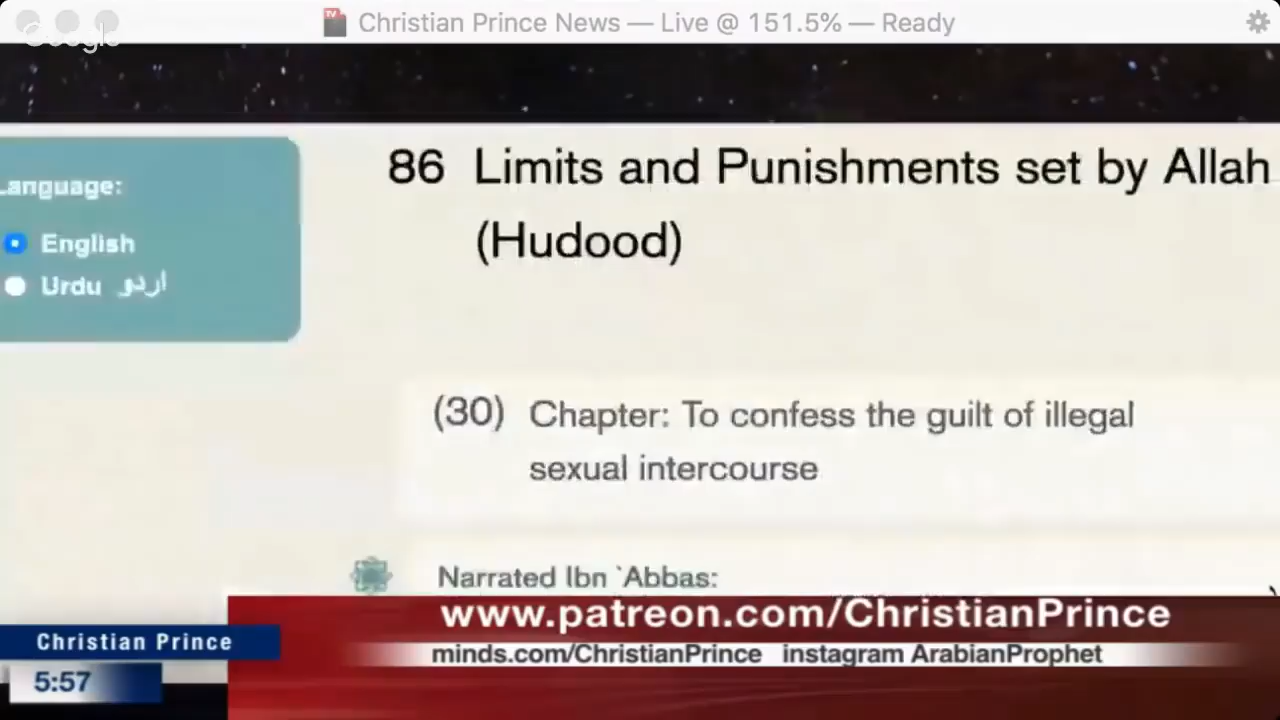 Christian Prince News — Live @ 151.5% — Ready
Google
Language:
English
Urdu اردو
86 Limits and Punishments set by Allah
(Hudood)
(30) Chapter: To confess the guilt of illegal
sexual intercourse
Narrated Ibn `Abbas:
www.patreon.com/ChristianPrince
minds.com/ChristianPrince instagram ArabianProphet
Christian Prince
5:57